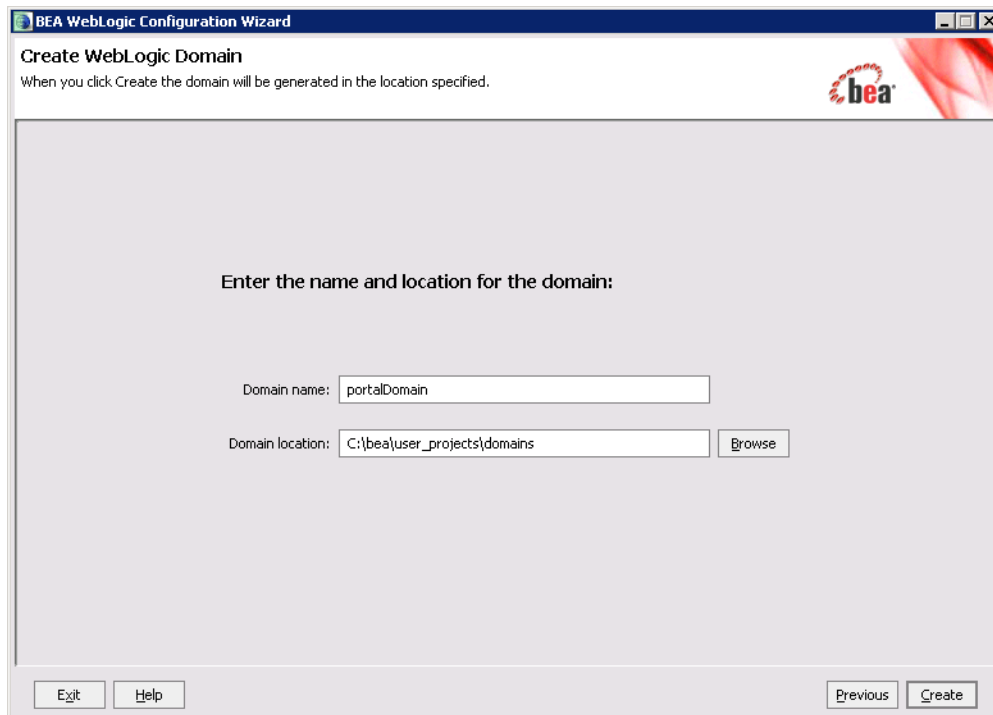 BEA WebLogic Configuration Wizard
Create WebLogic Domain
When you click Create the domain will be generated in the location specified.
bea
Enter the name and location for the domain:
Domain name: portalDomain
Domain location: C:\bea\user_projects\domains Browse
Exit Help Previous Create